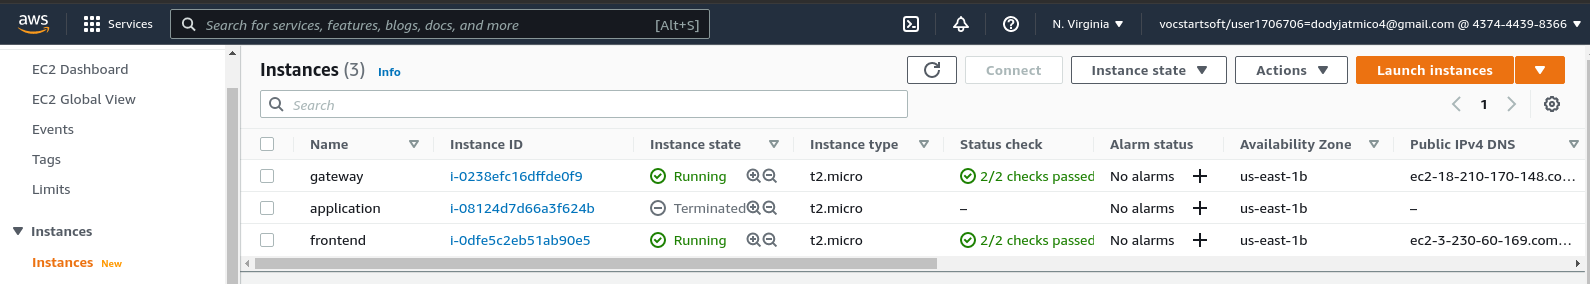 aws
Services
Search for services, features, blogs, docs, and more [Alt+S]
N. Virginia
vocstartsoft/user1706706=dodyjatmico4@gmail.com @ 4374-4439-8366
EC2 Dashboard
EC2 Global View
Events
Tags
Limits
Instances
Instances New
Instances (3) Info
Connect
Instance state
Actions
Launch instances
Search
1
Name Instance ID Instance state Instance type Status check Alarm status Availability Zone Public IPv4 DNS
gateway i-0238efc16dffde0f9 Running t2.micro 2/2 checks passed No alarms + us-east-1b ec2-18-210-170-148.co...
application i-08124d7d66a3f624b Terminated t2.micro – No alarms + us-east-1b –
frontend i-0dfe5c2eb51ab90e5 Running t2.micro 2/2 checks passed No alarms + us-east-1b ec2-3-230-60-169.com...